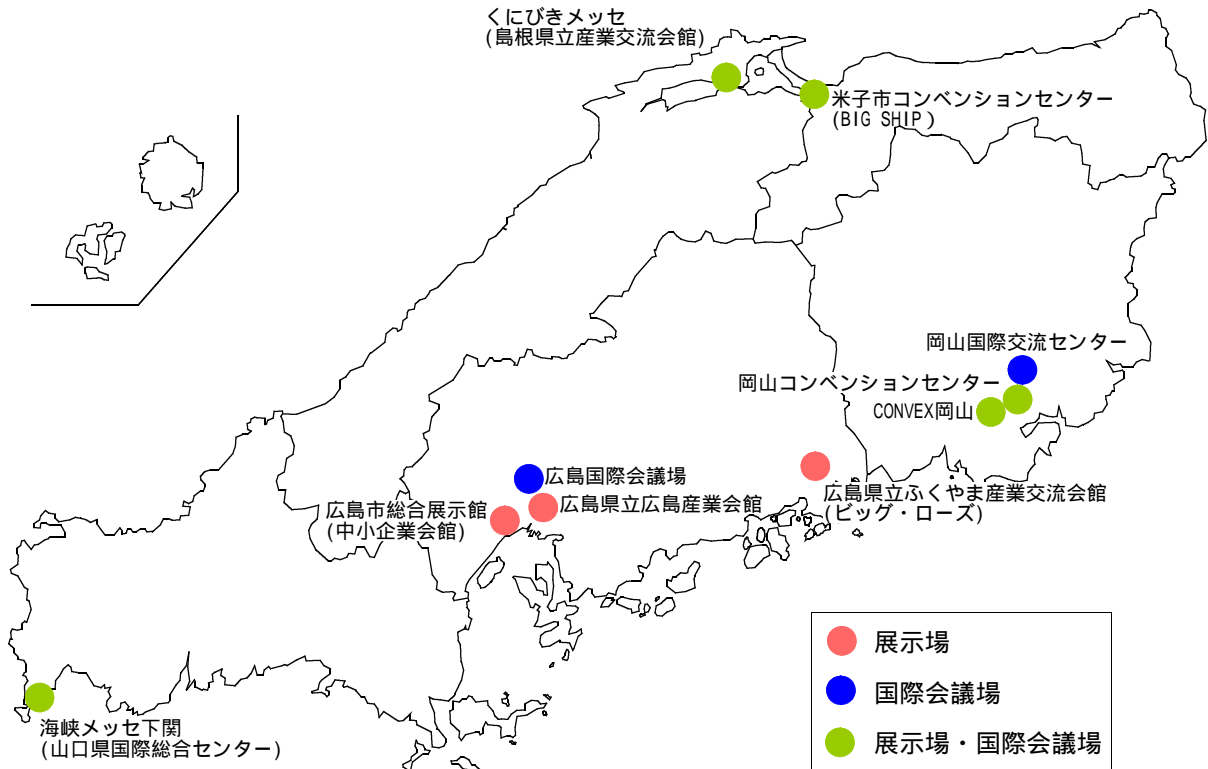 くにびきメッセ
(島根県立産業交流会館)
米子市コンベンションセンター
(BIG SHIP)
岡山国際交流センター
岡山コンベンションセンター
CONVEX岡山
広島国際会議場
広島県立広島産業会館
広島市総合展示館
(中小企業会館)
広島県立ふくやま産業交流会館
(ビッグ・ローズ)
海峡メッセ下関
(山口県国際総合センター)
展示場
国際会議場
展示場・国際会議場